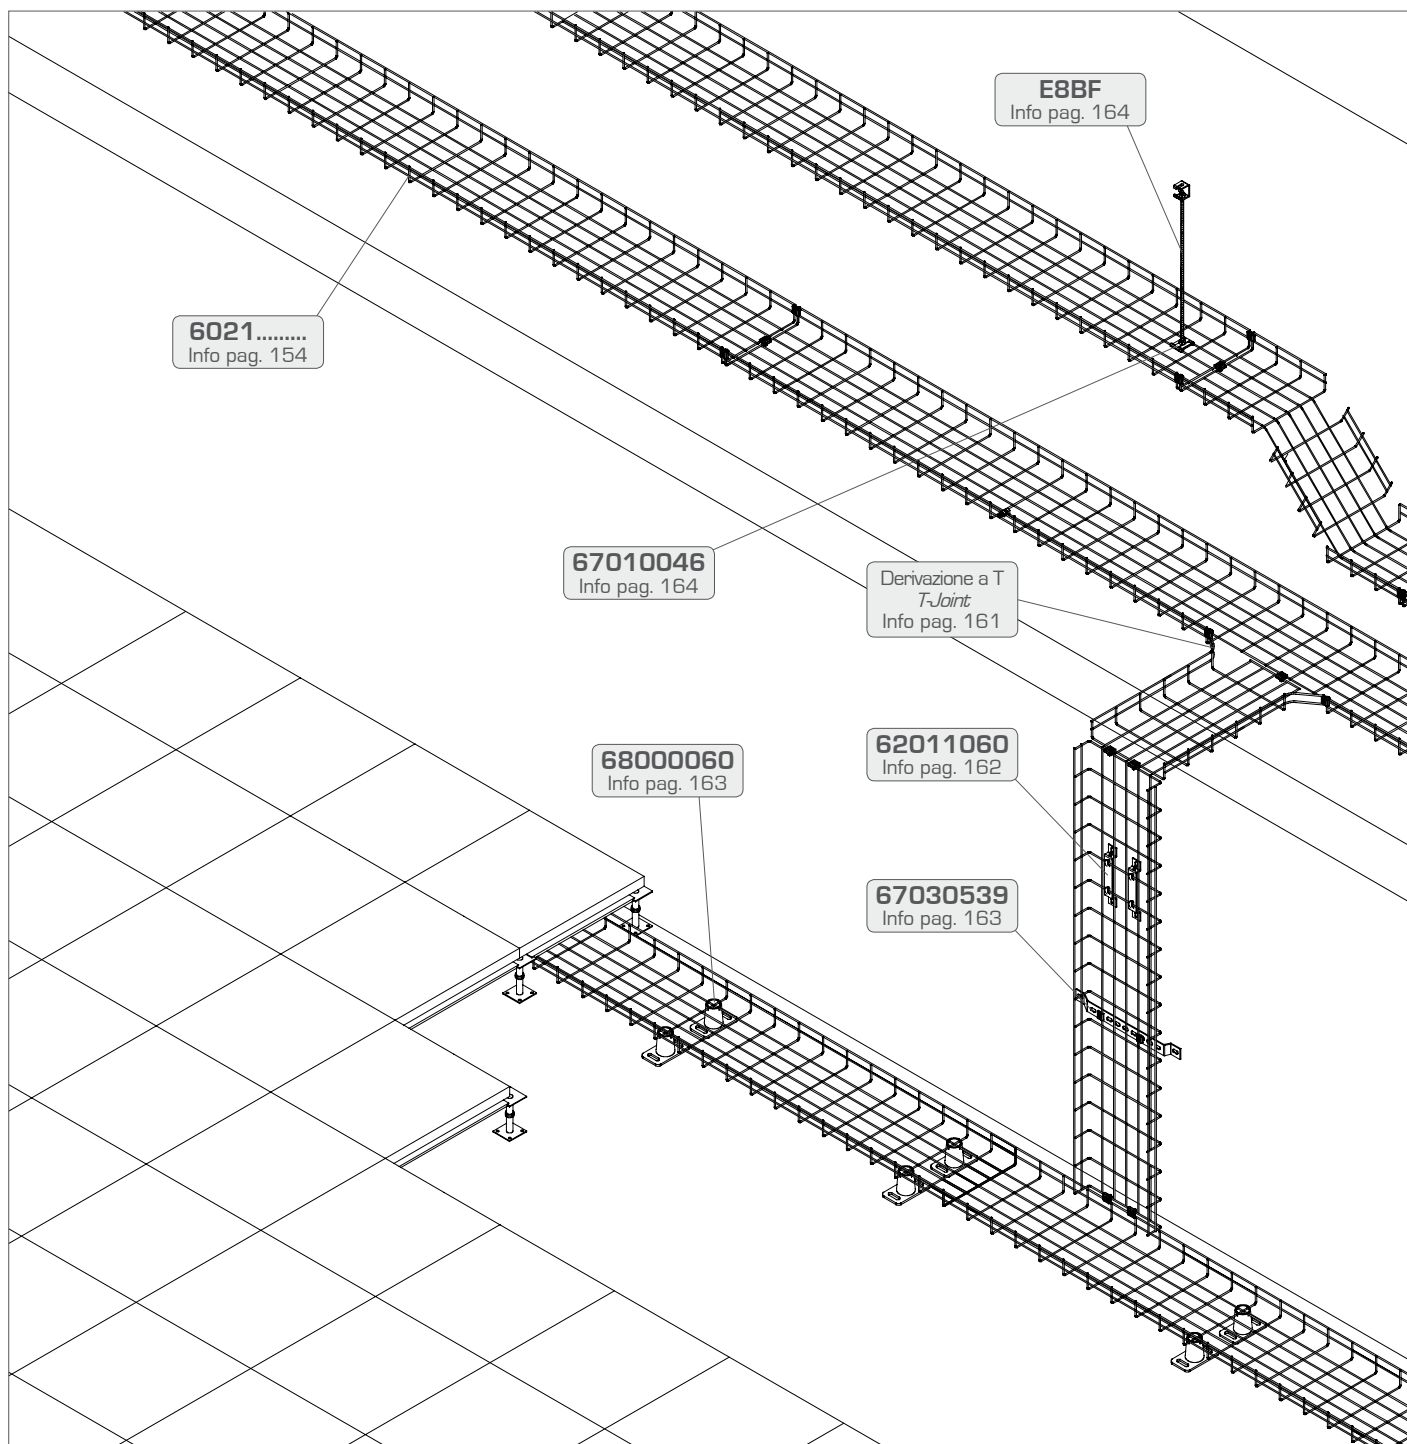 E8BF
Info pag. 164
6021.........
Info pag. 154
67010046
Info pag. 164
Derivazione a T
T-Joint
Info pag. 161
68000060
Info pag. 163
62011060
Info pag. 162
67030539
Info pag. 163